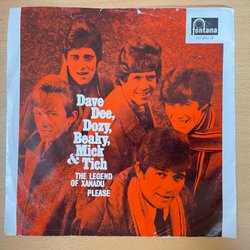 fontana
Dave
Dee,
Dozy,
Beaky,
Mick
& Tich
THE LEGEND
OF XANADU
PLEASE